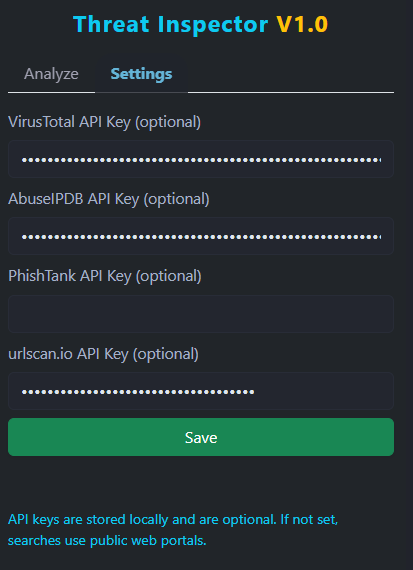 Threat Inspector V1.0
Analyze Settings
VirusTotal API Key (optional)
••••••••••••••••••••••••••••••••••••••••••••••••••••••••
AbuseIPDB API Key (optional)
••••••••••••••••••••••••••••••••••••••••••••••••••••••••
PhishTank API Key (optional)
urlscan.io API Key (optional)
••••••••••••••••••••••••••••••••••••
Save
API keys are stored locally and are optional. If not set,
searches use public web portals.